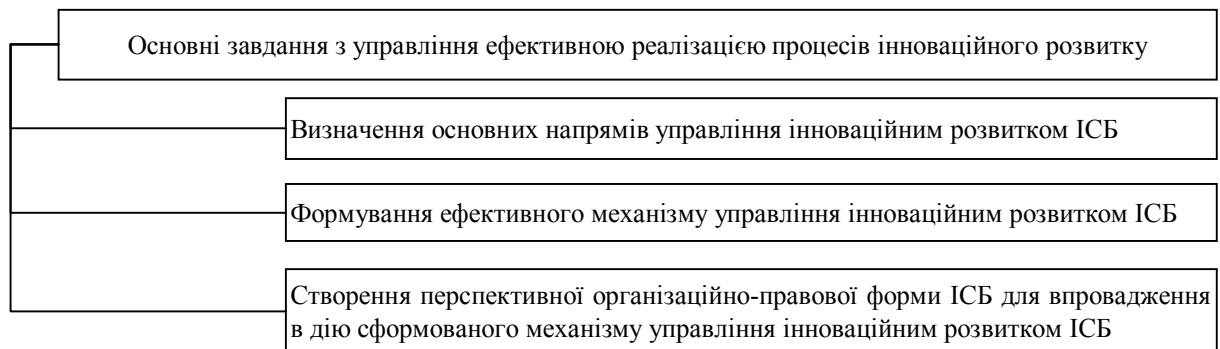 Основні завдання з управління ефективною реалізацією процесів інноваційного розвитку
Визначення основних напрямів управління інноваційним розвитком ІСБ
Формування ефективного механізму управління інноваційним розвитком ІСБ
Створення перспективної організаційно-правової форми ІСБ для впровадження
в дію сформованого механізму управління інноваційним розвитком ІСБ